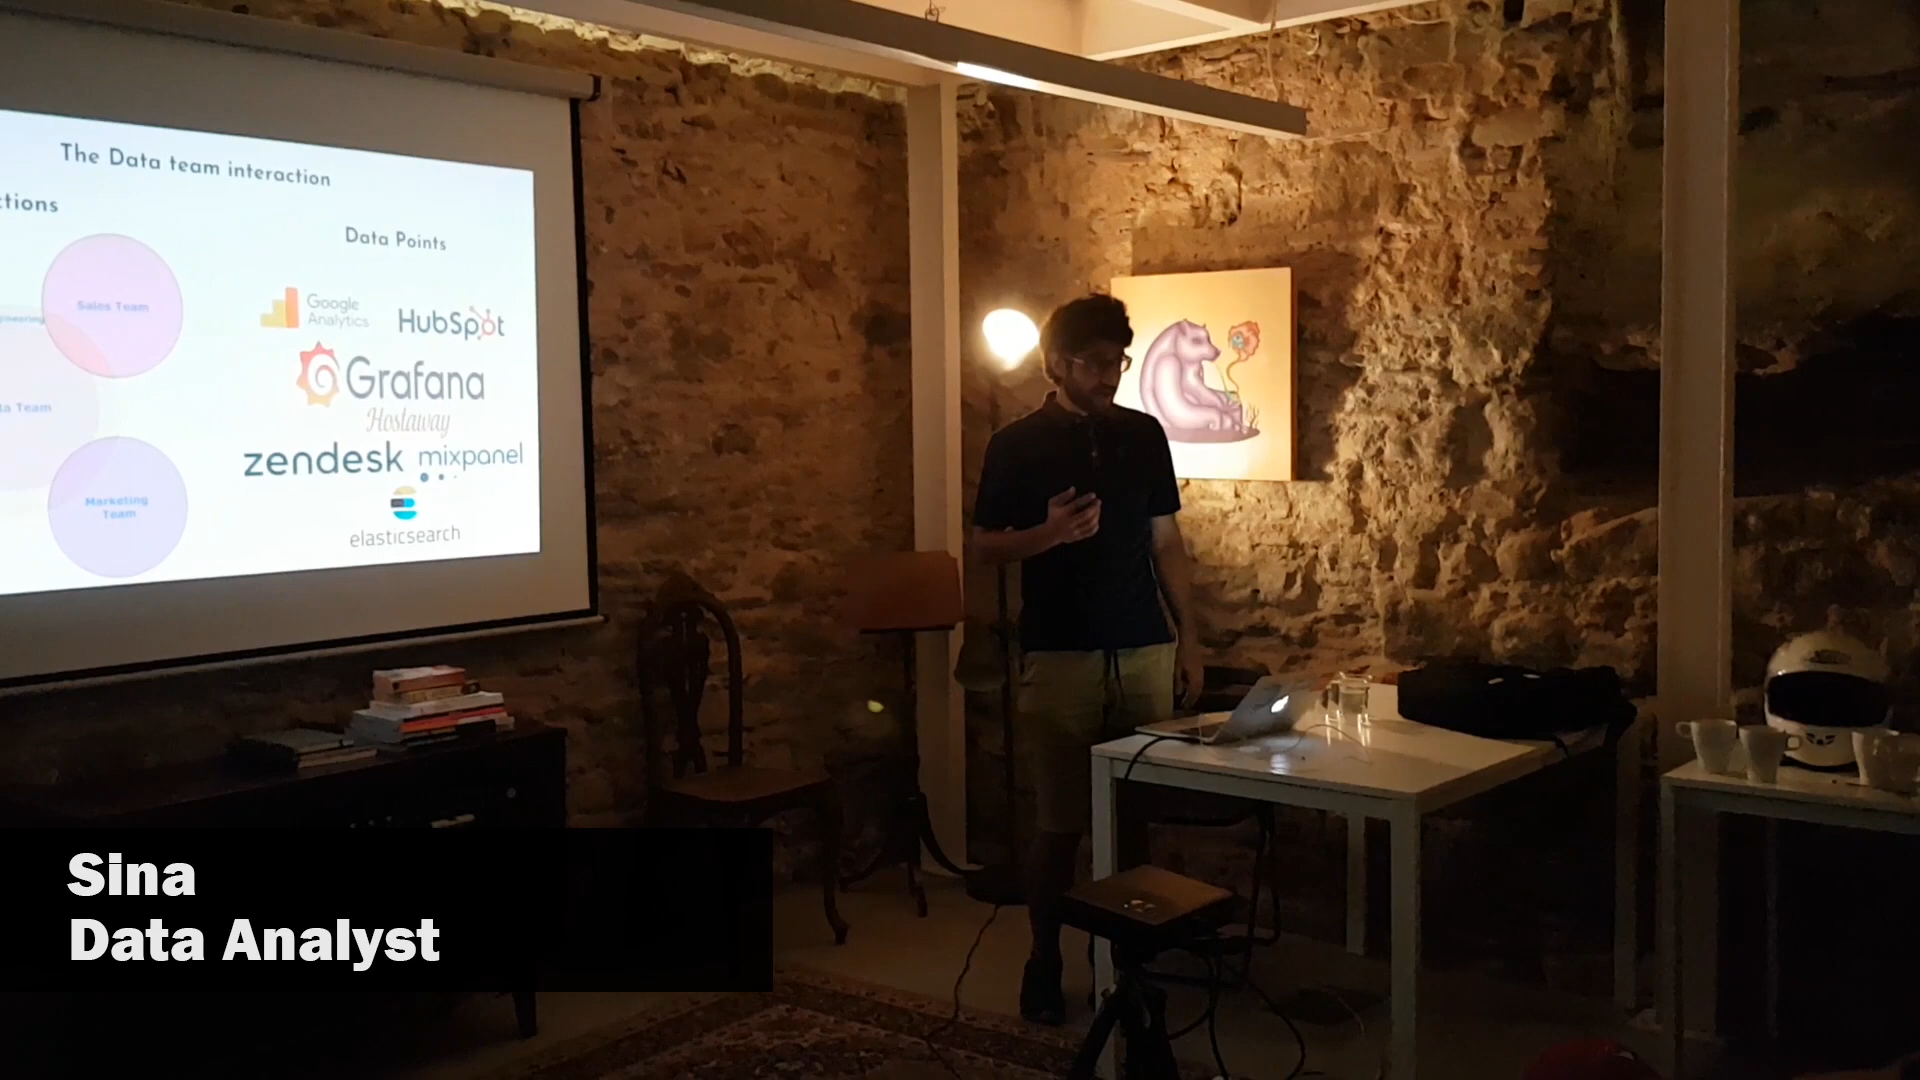 The Data team interaction
ctions
Data Points
Sales Team
Google
Analytics
HubSpot
Grafana
Hostaway
ta Team
zendesk
mixpanel
Marketing
Team
elasticsearch
Sina
Data Analyst